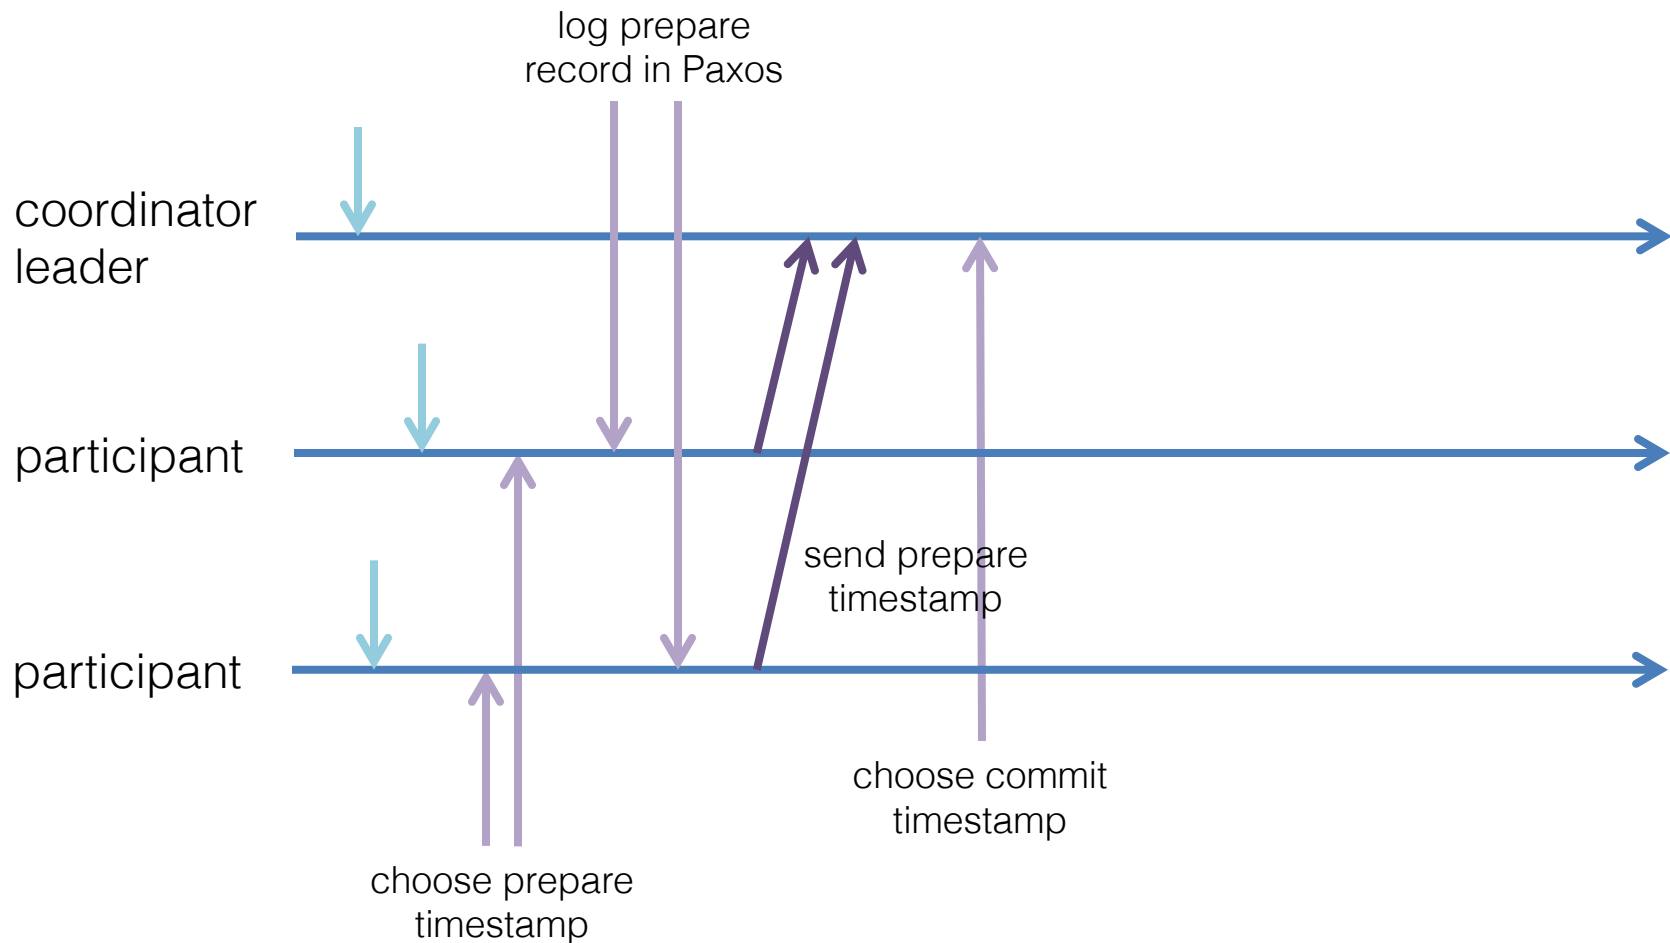 log prepare
record in Paxos
coordinator
leader
participant
send prepare
timestamp
participant
choose commit
timestamp
choose prepare
timestamp